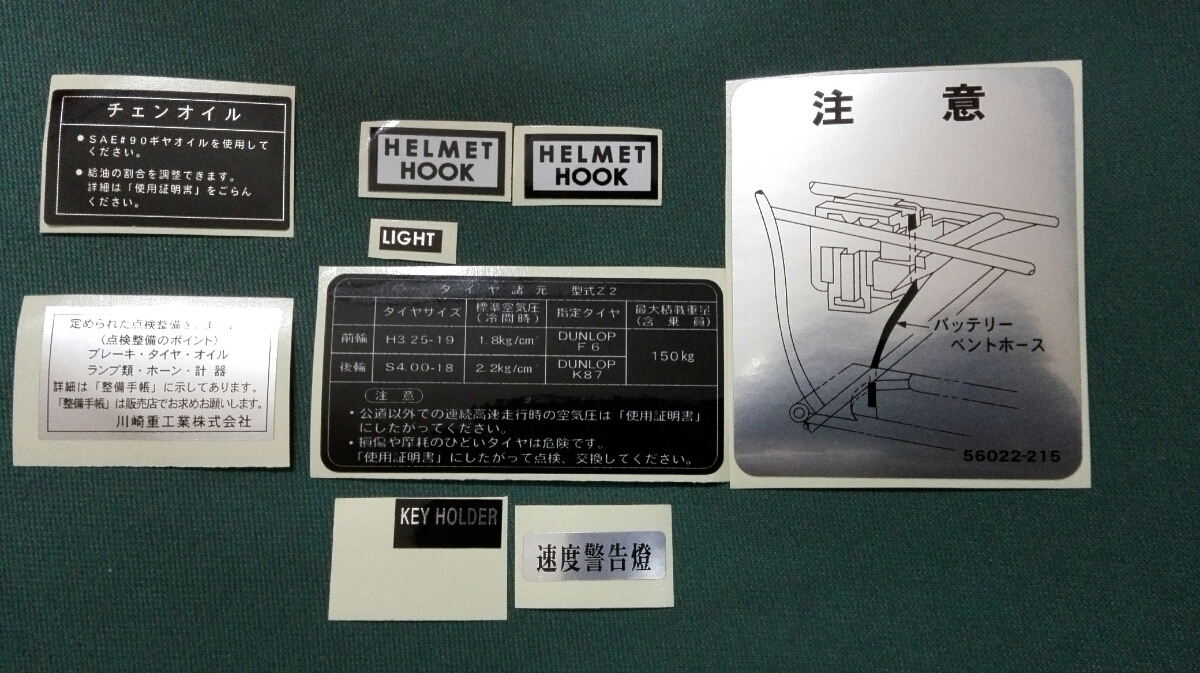 チェンオイル
●SAE#90ギヤオイルを使用して
ください。
●給油の割合を調整できます。
詳細は「使用証明書」をごらん
ください。
HELMET
HOOK
HELMET
HOOK
LIGHT
注 意
バッテリー
ベントホース
56022-215
定められた点検整備を
(点検整備のポイント)
ブレーキ・タイヤ・オイル
ランプ類・ホーン・計器
詳細は「整備手帳」に示してあります。
「整備手帳」は販売店でお求めお願いします。
川崎重工業株式会社
タイヤ諸元 型式Z2
タイヤサイズ 標準空気圧(冷間時) 指定タイヤ 最大積載重量(含乗員)
前輪 H3.25-19 1.8kg/cm² DUNLOP F6 150kg
後輪 S4.00-18 2.2kg/cm² DUNLOP K87
注意
・公道以外での連続高速走行時の空気圧は「使用証明書」
にしたがってください。
・損傷や摩耗のひどいタイヤは危険です。
「使用証明書」にしたがって点検、交換してください。
KEY HOLDER
速度警告燈